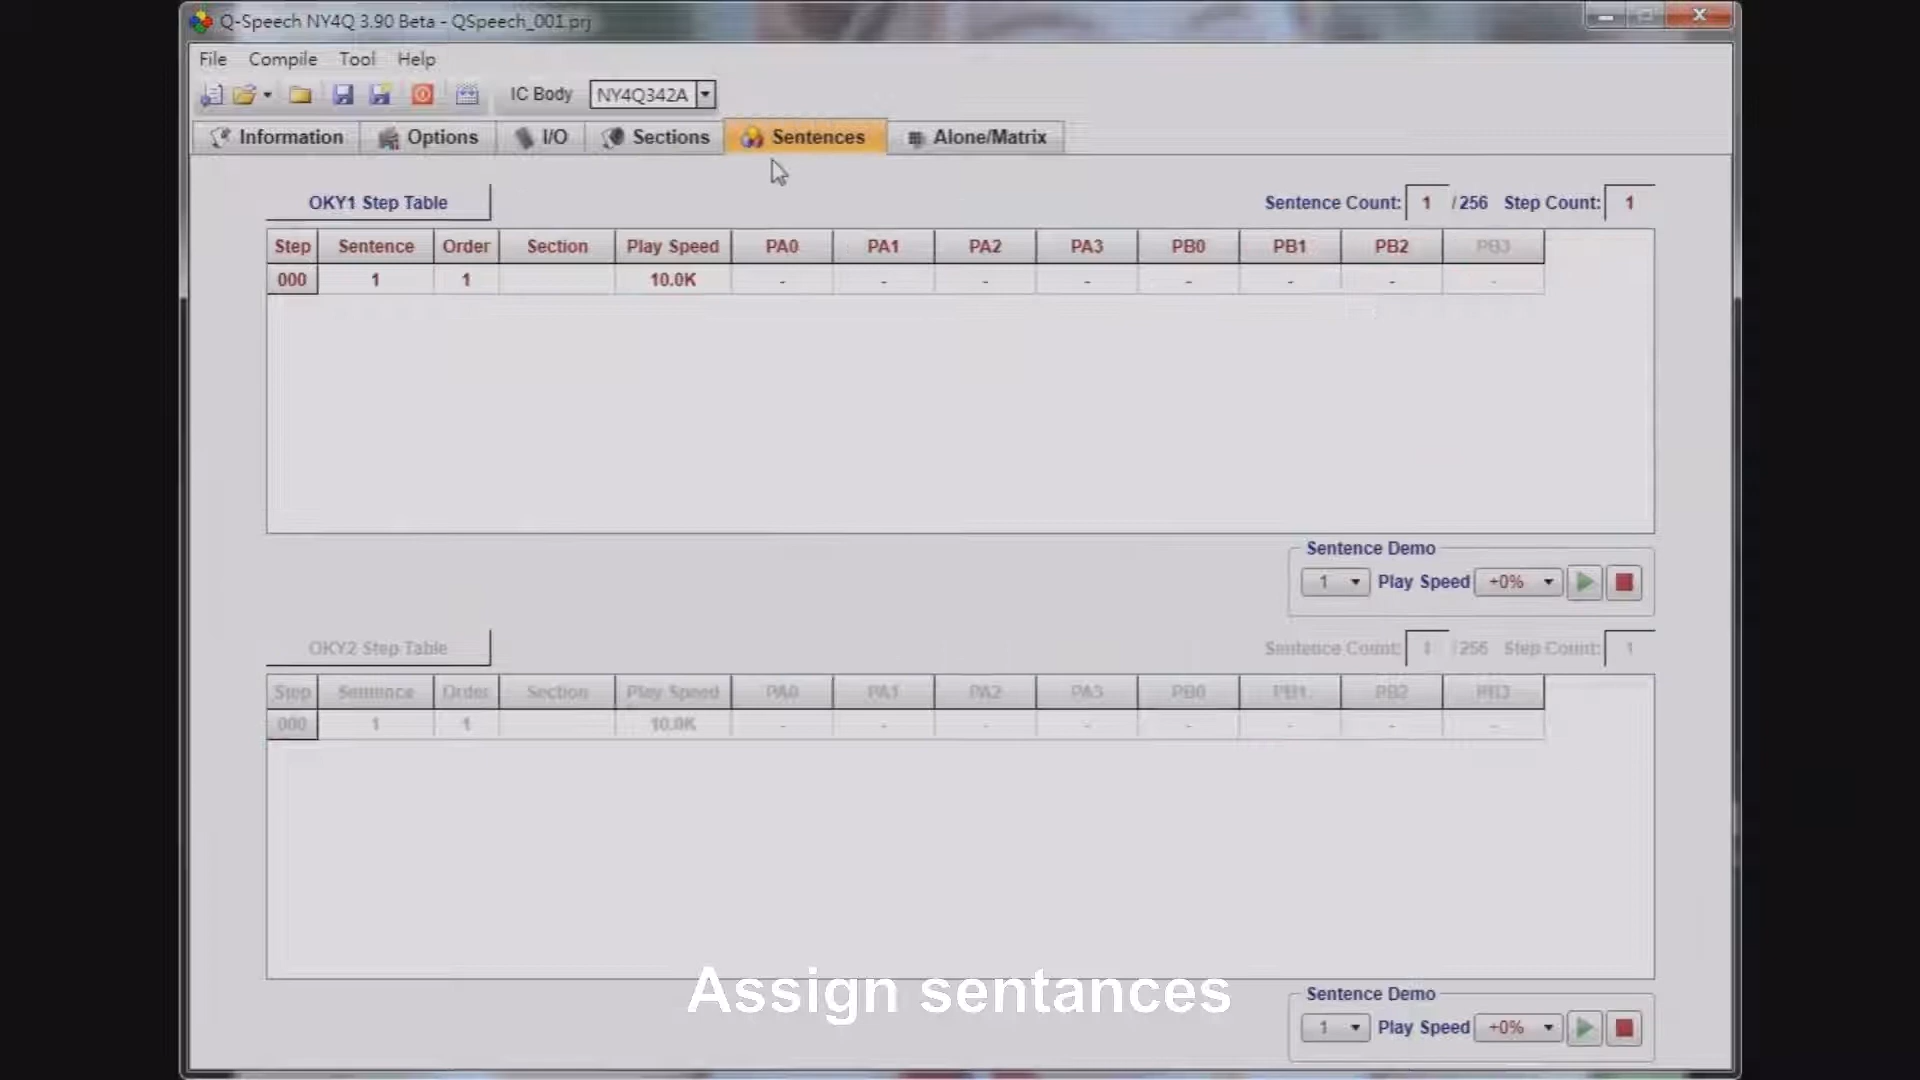 Q-Speech NY4Q 3.90 Beta - QSpeech_001.prj
File Compile Tool Help
IC Body NY4Q342A
Information Options I/O Sections Sentences Alone/Matrix
OKY1 Step Table Sentence Count: 1 / 256 Step Count: 1
Step Sentence Order Section Play Speed PA0 PA1 PA2 PA3 PB0 PB1 PB2 PB3
000 1 1 10.0K - - - - - - - -
Sentence Demo
1 Play Speed +0%
OKY2 Step Table Sentence Count: 1 / 256 Step Count: 1
Step Sentence Order Section Play Speed PA0 PA1 PA2 PA3 PB0 PB1 PB2 PB3
000 1 1 10.0K - - - - - - - -
Assign sentances
Sentence Demo
1 Play Speed +0%